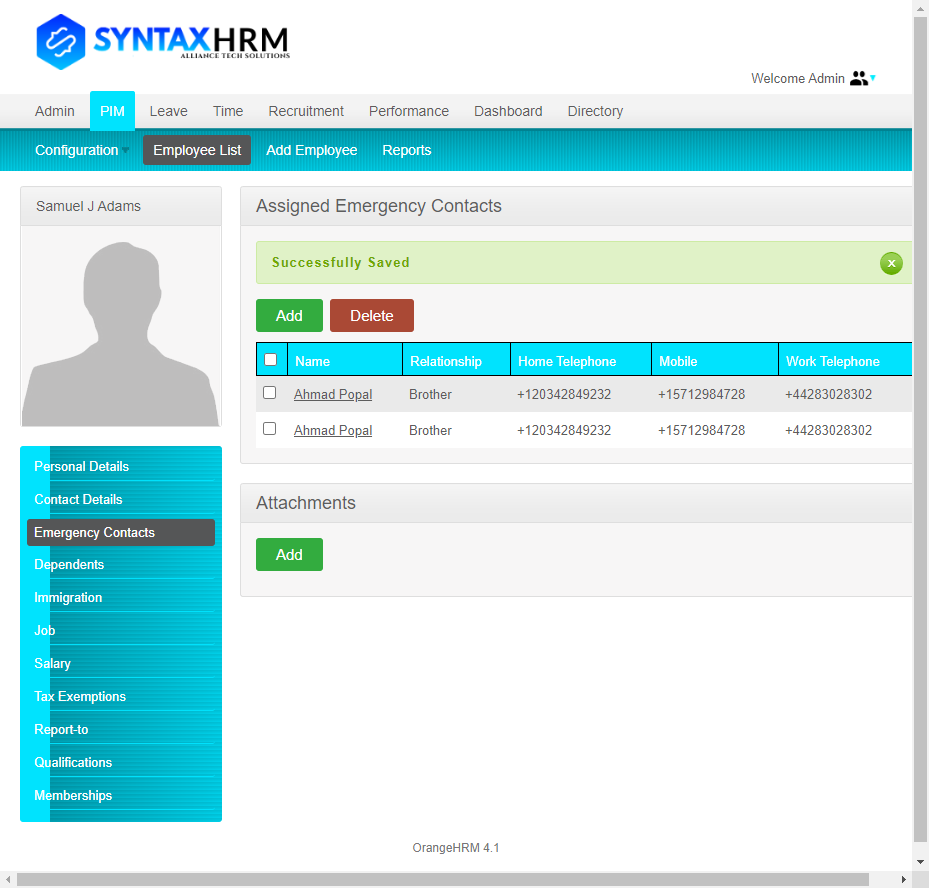 SYNTAXHRM
ALLIANCE TECH SOLUTIONS
Welcome Admin
Admin PIM Leave Time Recruitment Performance Dashboard Directory
Configuration Employee List Add Employee Reports
Samuel J Adams
Assigned Emergency Contacts
Successfully Saved
Add Delete
Name Relationship Home Telephone Mobile Work Telephone
Ahmad Popal Brother +120342849232 +15712984728 +44283028302
Ahmad Popal Brother +120342849232 +15712984728 +44283028302
Attachments
Add
Personal Details
Contact Details
Emergency Contacts
Dependents
Immigration
Job
Salary
Tax Exemptions
Report-to
Qualifications
Memberships
OrangeHRM 4.1